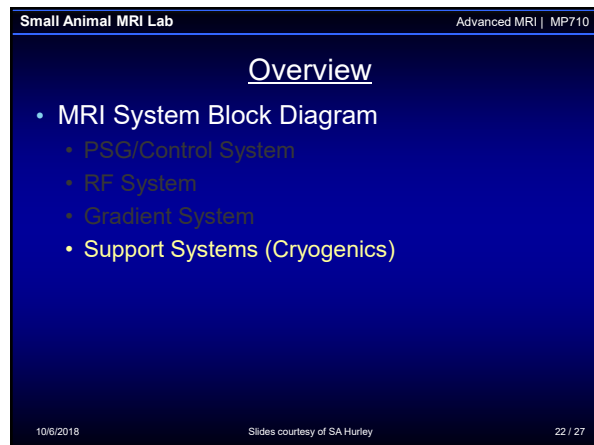 Small Animal MRI Lab Advanced MRI | MP710
Overview
• MRI System Block Diagram
• PSG/Control System
• RF System
• Gradient System
• Support Systems (Cryogenics)
10/6/2018 Slides courtesy of SA Hurley 22 / 27